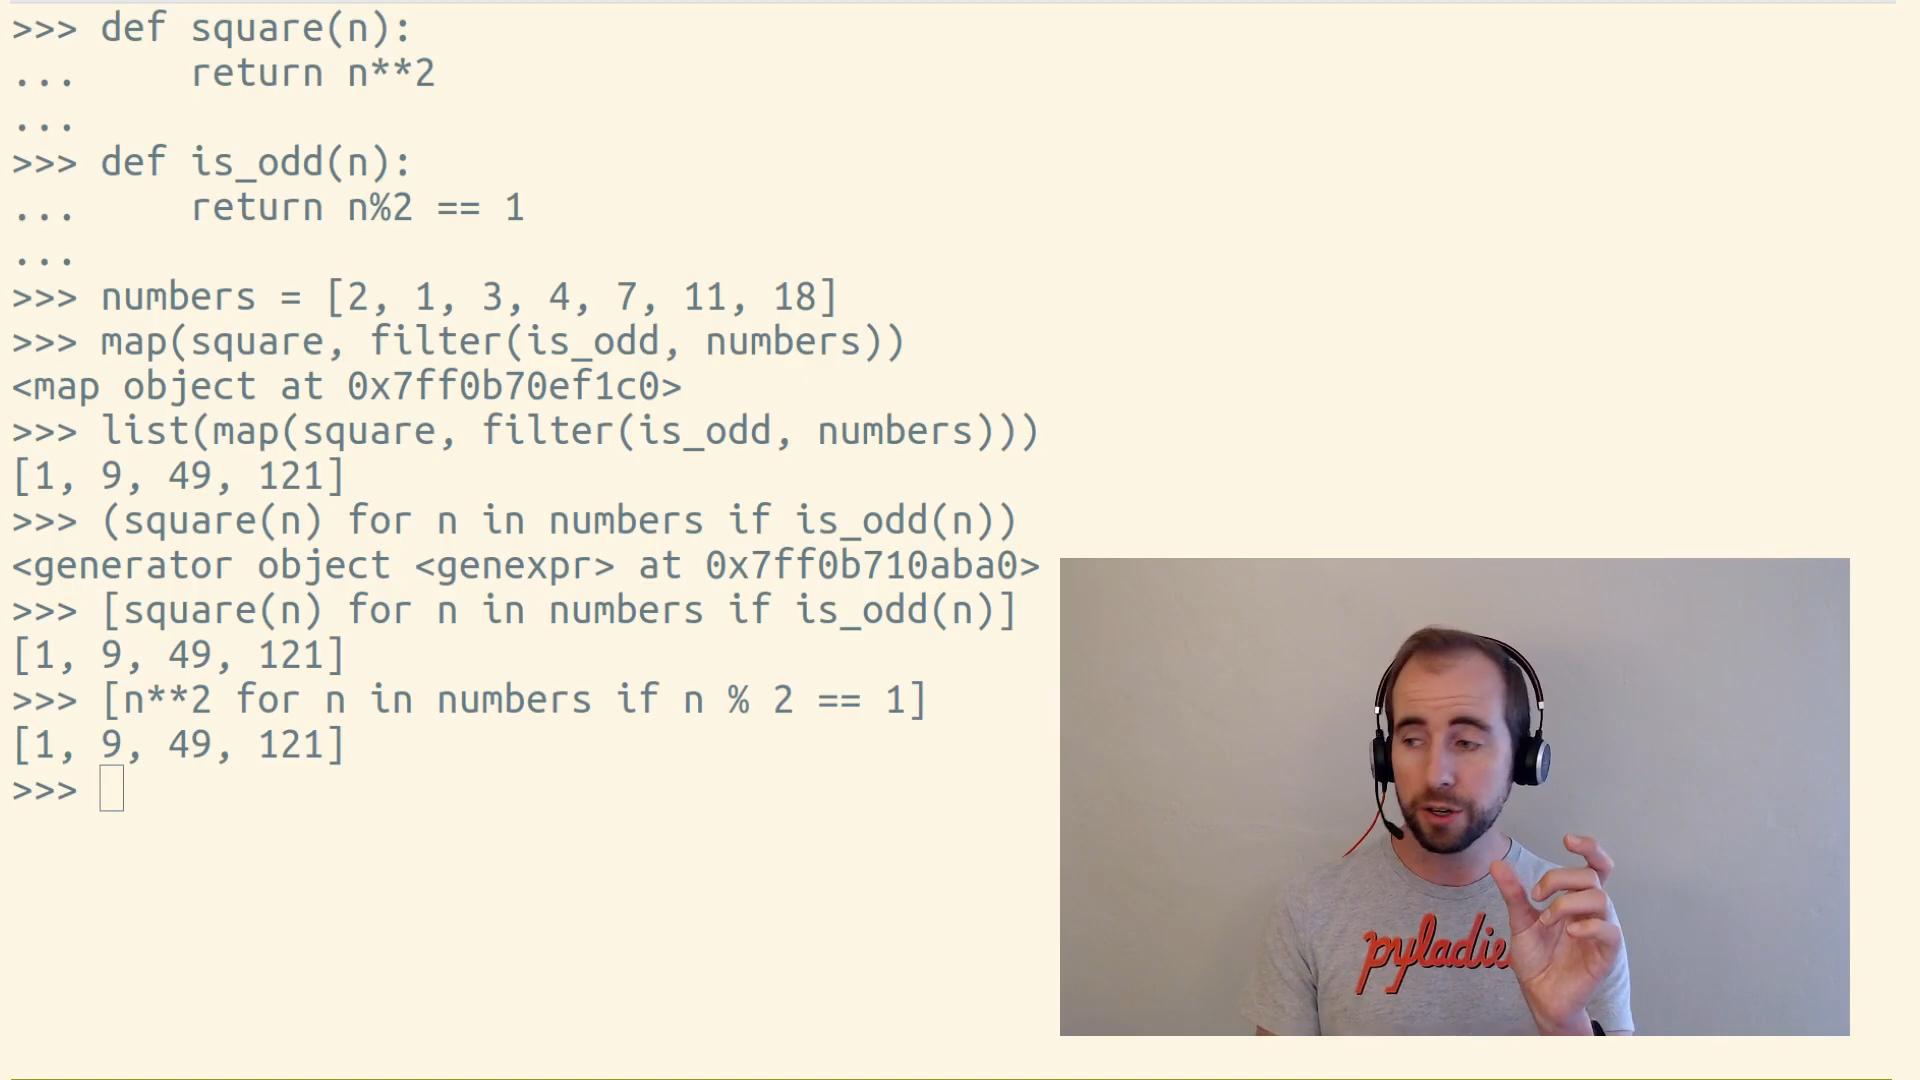 >>> def square(n):
...     return n**2
...
>>> def is_odd(n):
...     return n%2 == 1
...
>>> numbers = [2, 1, 3, 4, 7, 11, 18]
>>> map(square, filter(is_odd, numbers))
<map object at 0x7ff0b70ef1c0>
>>> list(map(square, filter(is_odd, numbers)))
[1, 9, 49, 121]
>>> (square(n) for n in numbers if is_odd(n))
<generator object <genexpr> at 0x7ff0b710aba0>
>>> [square(n) for n in numbers if is_odd(n)]
[1, 9, 49, 121]
>>> [n**2 for n in numbers if n % 2 == 1]
[1, 9, 49, 121]
>>>
pyladie